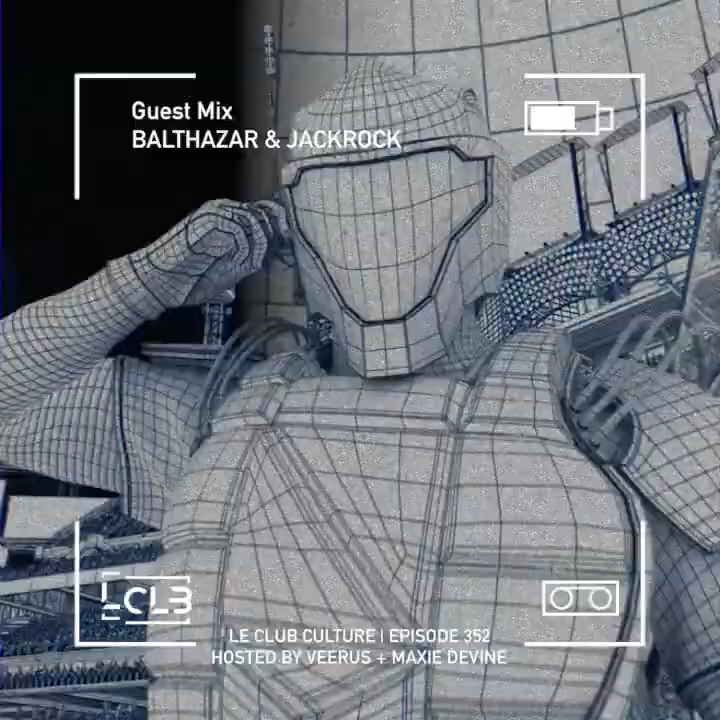 Guest Mix
BALTHAZAR & JACKROCK
LCLB
LE CLUB CULTURE | EPISODE 352
HOSTED BY VEERUS + MAXIE DEVINE